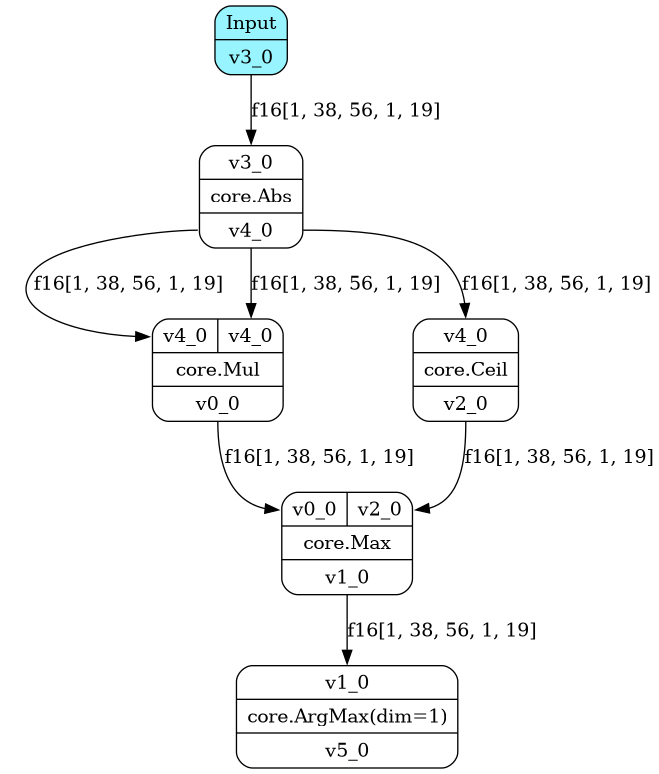 Input
v3_0
f16[1, 38, 56, 1, 19]
v3_0
core.Abs
v4_0
f16[1, 38, 56, 1, 19]
f16[1, 38, 56, 1, 19]
f16[1, 38, 56, 1, 19]
v4_0
v4_0
core.Mul
v0_0
v4_0
core.Ceil
v2_0
f16[1, 38, 56, 1, 19]
f16[1, 38, 56, 1, 19]
v0_0
v2_0
core.Max
v1_0
f16[1, 38, 56, 1, 19]
v1_0
core.ArgMax(dim=1)
v5_0